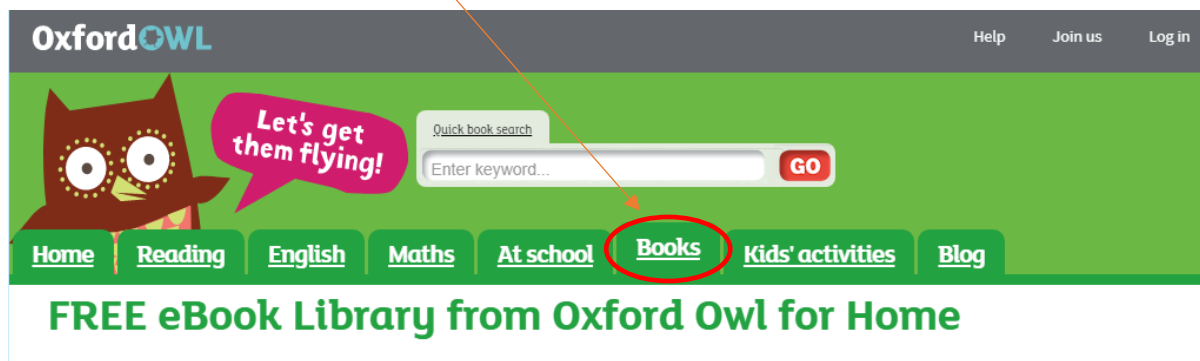 OxfordOWL
Help Join us Log in
Let's get
them flying!
Quick book search
Enter keyword...
GO
Home Reading English Maths At school Books Kids' activities Blog
FREE eBook Library from Oxford Owl for Home